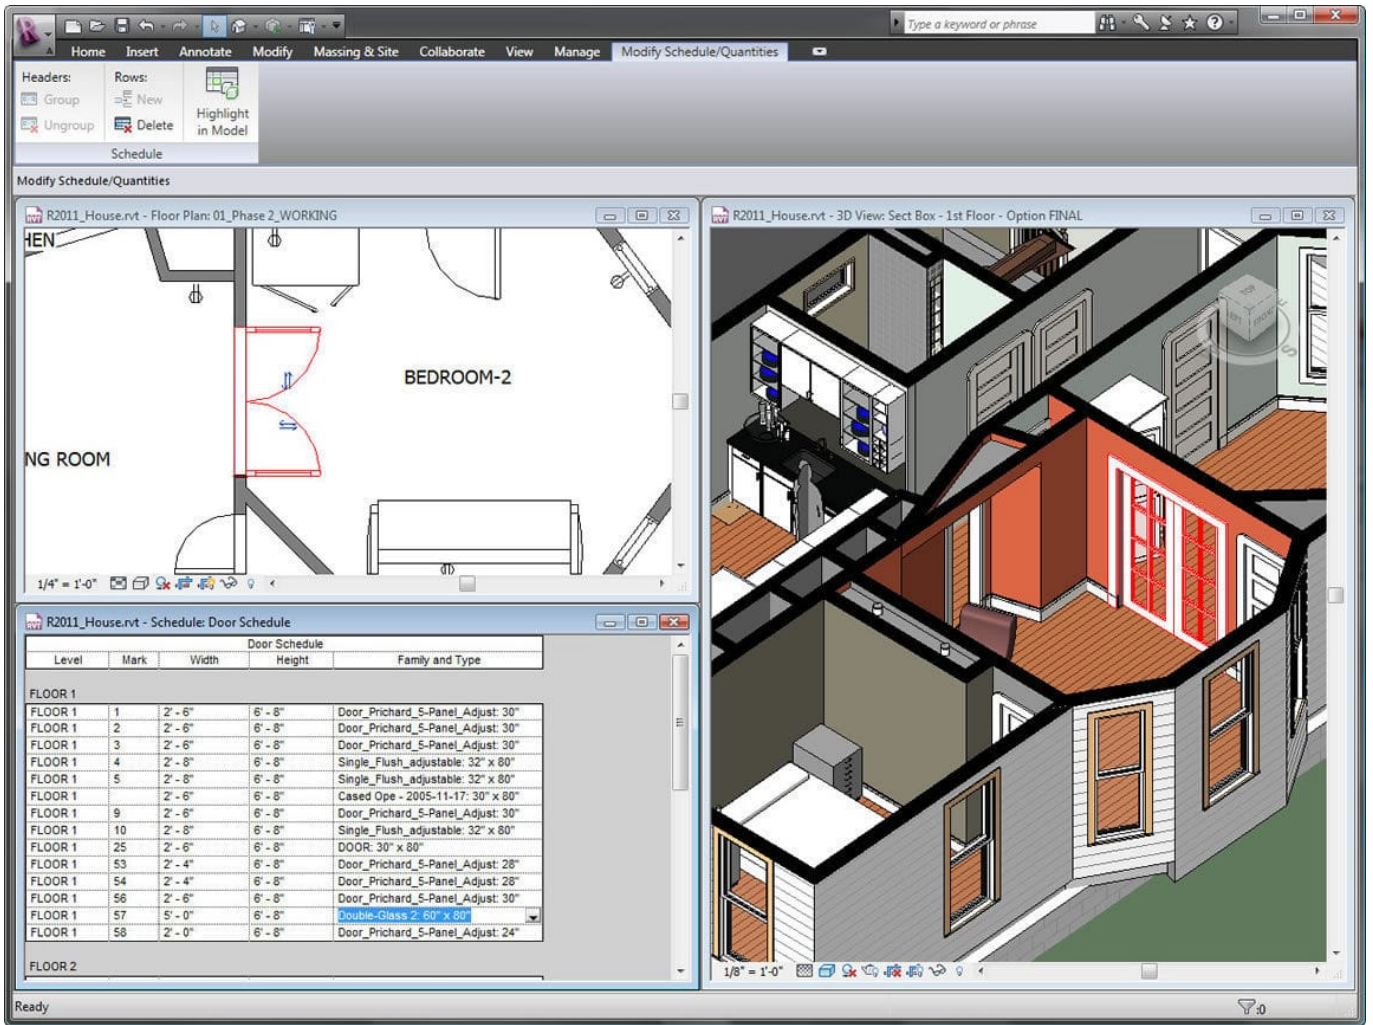 Type a keyword or phrase
Home Insert Annotate Modify Massing & Site Collaborate View Manage Modify Schedule/Quantities
Headers: Rows:
Group New
Highlight
Ungroup Delete in Model
Schedule
Modify Schedule/Quantities
R2011_House.rvt - Floor Plan: 01_Phase 2_WORKING
HEN
BEDROOM-2
NG ROOM
1/4" = 1'-0"
R2011_House.rvt - 3D View: Sect Box - 1st Floor - Option FINAL
TOP
FRONT
E
S
1/8" = 1'-0"
R2011_House.rvt - Schedule: Door Schedule
Door Schedule
Level Mark Width Height Family and Type
FLOOR 1
FLOOR 1 1 2' - 6" 6' - 8" Door_Prichard_5-Panel_Adjust: 30"
FLOOR 1 2 2' - 6" 6' - 8" Door_Prichard_5-Panel_Adjust: 30"
FLOOR 1 3 2' - 6" 6' - 8" Door_Prichard_5-Panel_Adjust: 30"
FLOOR 1 4 2' - 8" 6' - 8" Single_Flush_adjustable: 32" x 80"
FLOOR 1 5 2' - 8" 6' - 8" Single_Flush_adjustable: 32" x 80"
FLOOR 1 2' - 6" 6' - 8" Cased Ope - 2005-11-17: 30" x 80"
FLOOR 1 9 2' - 6" 6' - 8" Door_Prichard_5-Panel_Adjust: 30"
FLOOR 1 10 2' - 8" 6' - 8" Single_Flush_adjustable: 32" x 80"
FLOOR 1 25 2' - 6" 6' - 8" DOOR: 30" x 80"
FLOOR 1 53 2' - 4" 6' - 8" Door_Prichard_5-Panel_Adjust: 28"
FLOOR 1 54 2' - 4" 6' - 8" Door_Prichard_5-Panel_Adjust: 28"
FLOOR 1 56 2' - 6" 6' - 8" Door_Prichard_5-Panel_Adjust: 30"
FLOOR 1 57 5' - 0" 6' - 8" Double-Glass 2: 60" x 80"
FLOOR 1 58 2' - 0" 6' - 8" Door_Prichard_5-Panel_Adjust: 24"
FLOOR 2
Ready
:0